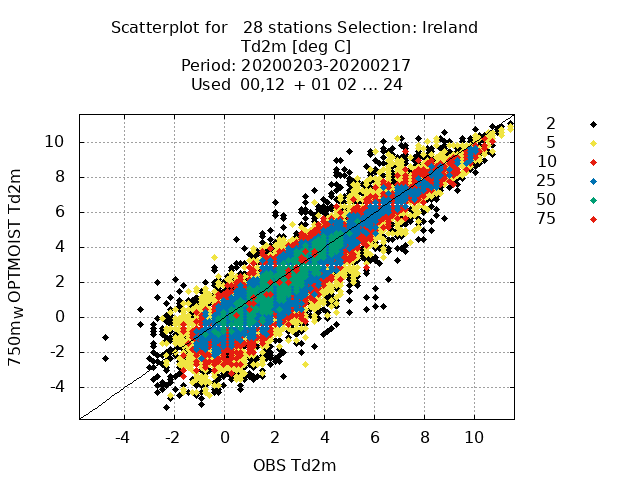 Scatterplot for 28 stations Selection: Ireland
Td2m [deg C]
Period: 20200203-20200217
Used 00,12 + 01 02 ... 24
2
5
10
25
50
75
10
8
6
4
2
0
-2
-4
750mw OPTMOIST Td2m
-4 -2 0 2 4 6 8 10
OBS Td2m